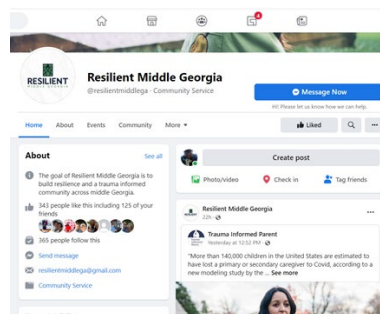 4
RESILIENT
MIDDLE GEORGIA
Resilient Middle Georgia
@resilientmiddlega · Community Service
Message Now
Hi! Please let us know how we can help.
Home
About
Events
Community
More
Liked
About
See all
The goal of Resilient Middle Georgia is to
build resilience and a trauma informed
community across middle Georgia.
343 people like this including 125 of your
friends
365 people follow this
Send message
resilientmiddlega@gmail.com
Community Service
Create post
Photo/video
Check in
Tag friends
Resilient Middle Georgia
22h ·
Trauma Informed Parent
Yesterday at 12:52 PM ·
"More than 140,000 children in the United States are estimated to
have lost a primary or secondary caregiver to Covid, according to a
new modeling study by the ... See more